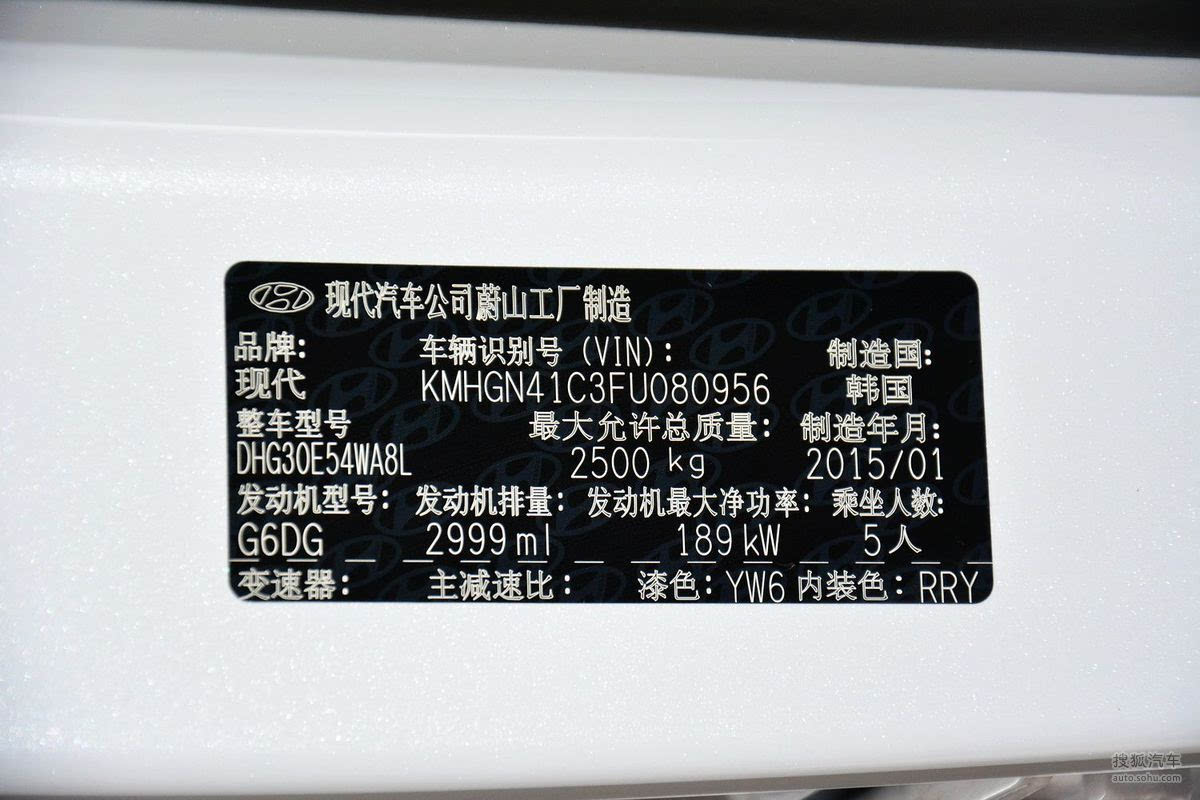 现代汽车公司蔚山工厂制造
品牌: 车辆识别号 (VIN): 制造国:
现代 KMHGN41C3FU080956 韩国
整车型号 最大允许总质量: 制造年月:
DHG30E54WA8L 2500 kg 2015/01
发动机型号: 发动机排量: 发动机最大净功率: 乘坐人数:
G6DG 2999 ml 189 kW 5人
变速器: 主减速比: 漆色: YW6 内装色: RRY
搜狐汽车
auto.sohu.com